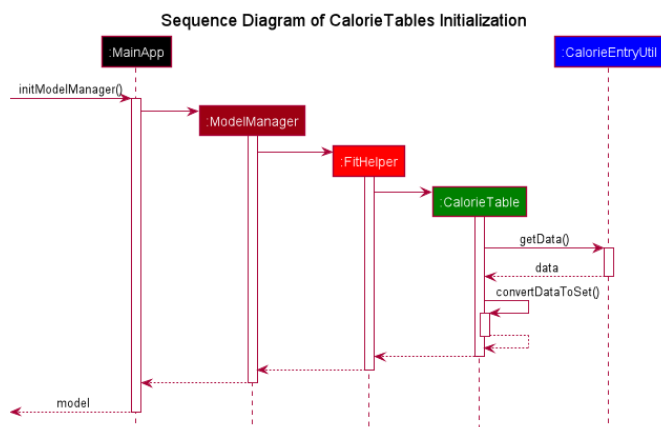 Sequence Diagram of CalorieTables Initialization
:MainApp
:CalorieEntryUtil
initModelManager()
:ModelManager
:FitHelper
:CalorieTable
getData()
data
convertDataToSet()
model